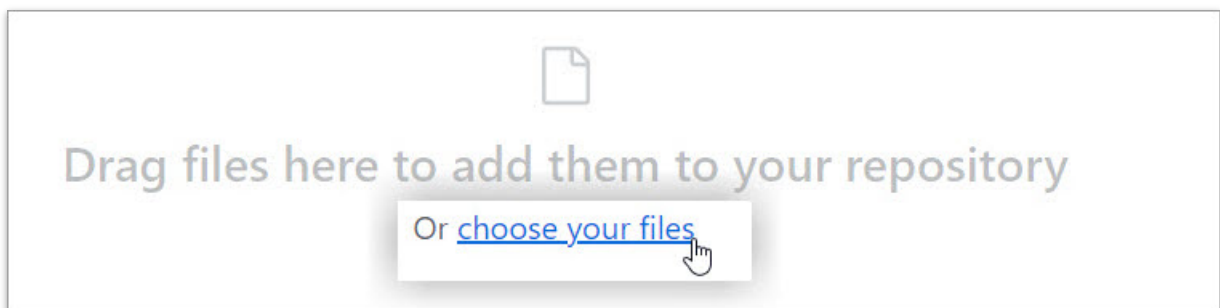 Drag files here to add them to your repository
Or choose your files